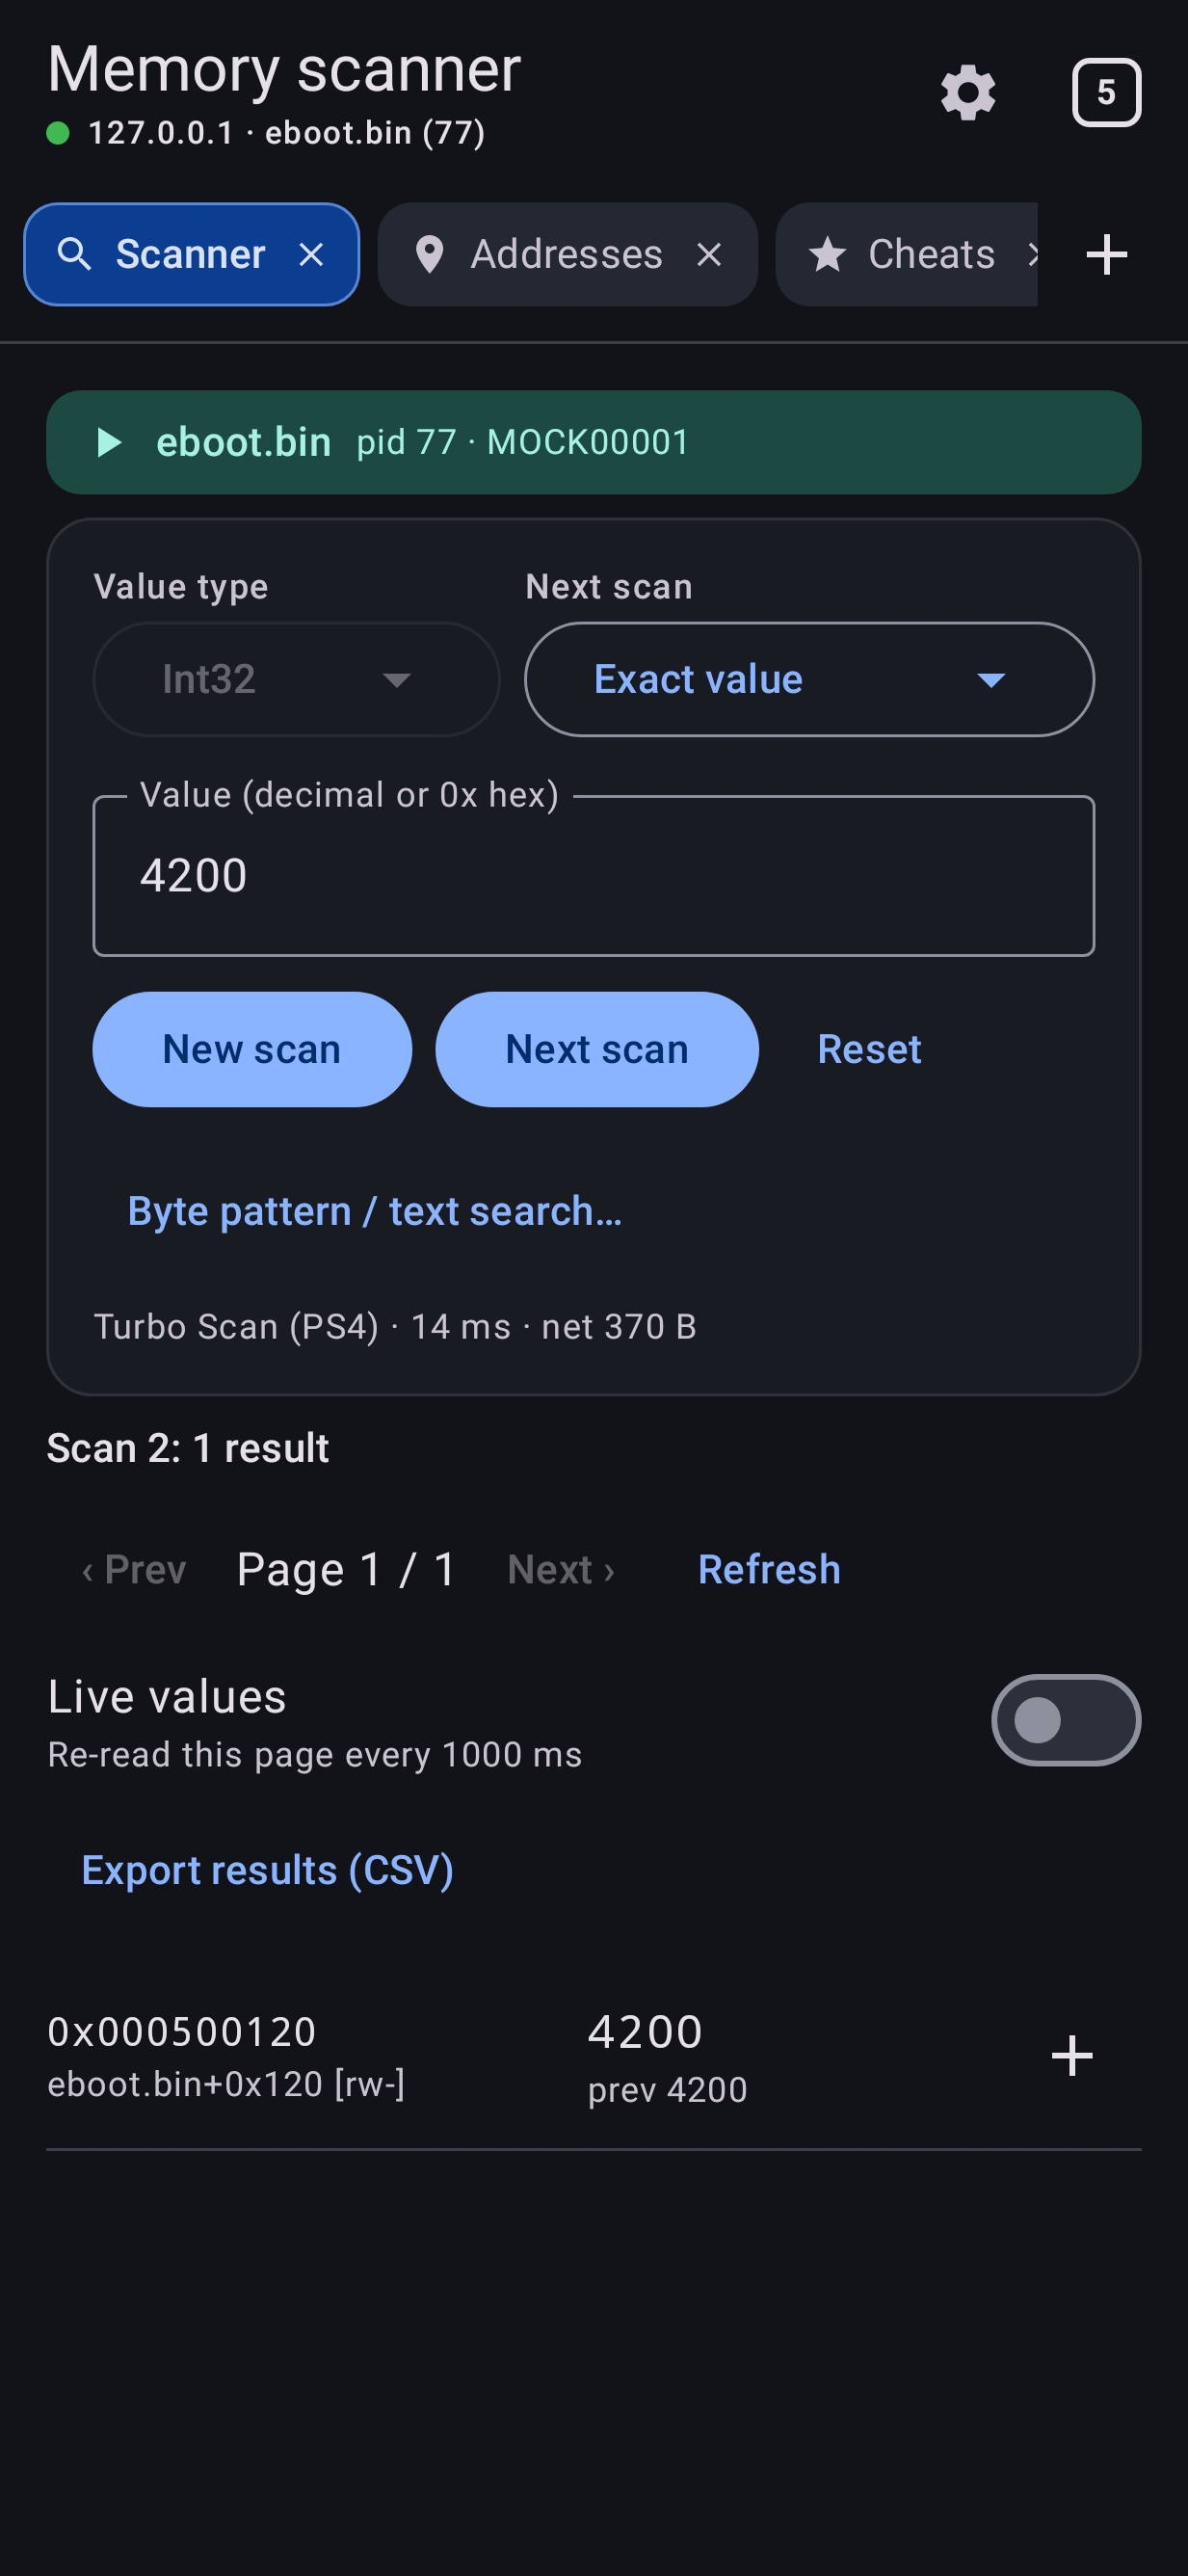 Memory scanner
5
127.0.0.1 · eboot.bin (77)
Scanner
Addresses
Cheats
eboot.bin pid 77 · MOCK00001
Value type
Next scan
Int32
Exact value
Value (decimal or 0x hex)
4200
New scan
Next scan
Reset
Byte pattern / text search…
Turbo Scan (PS4) · 14 ms · net 370 B
Scan 2: 1 result
‹ Prev
Page 1 / 1
Next ›
Refresh
Live values
Re-read this page every 1000 ms
Export results (CSV)
0x000500120
4200
eboot.bin+0x120 [rw-]
prev 4200